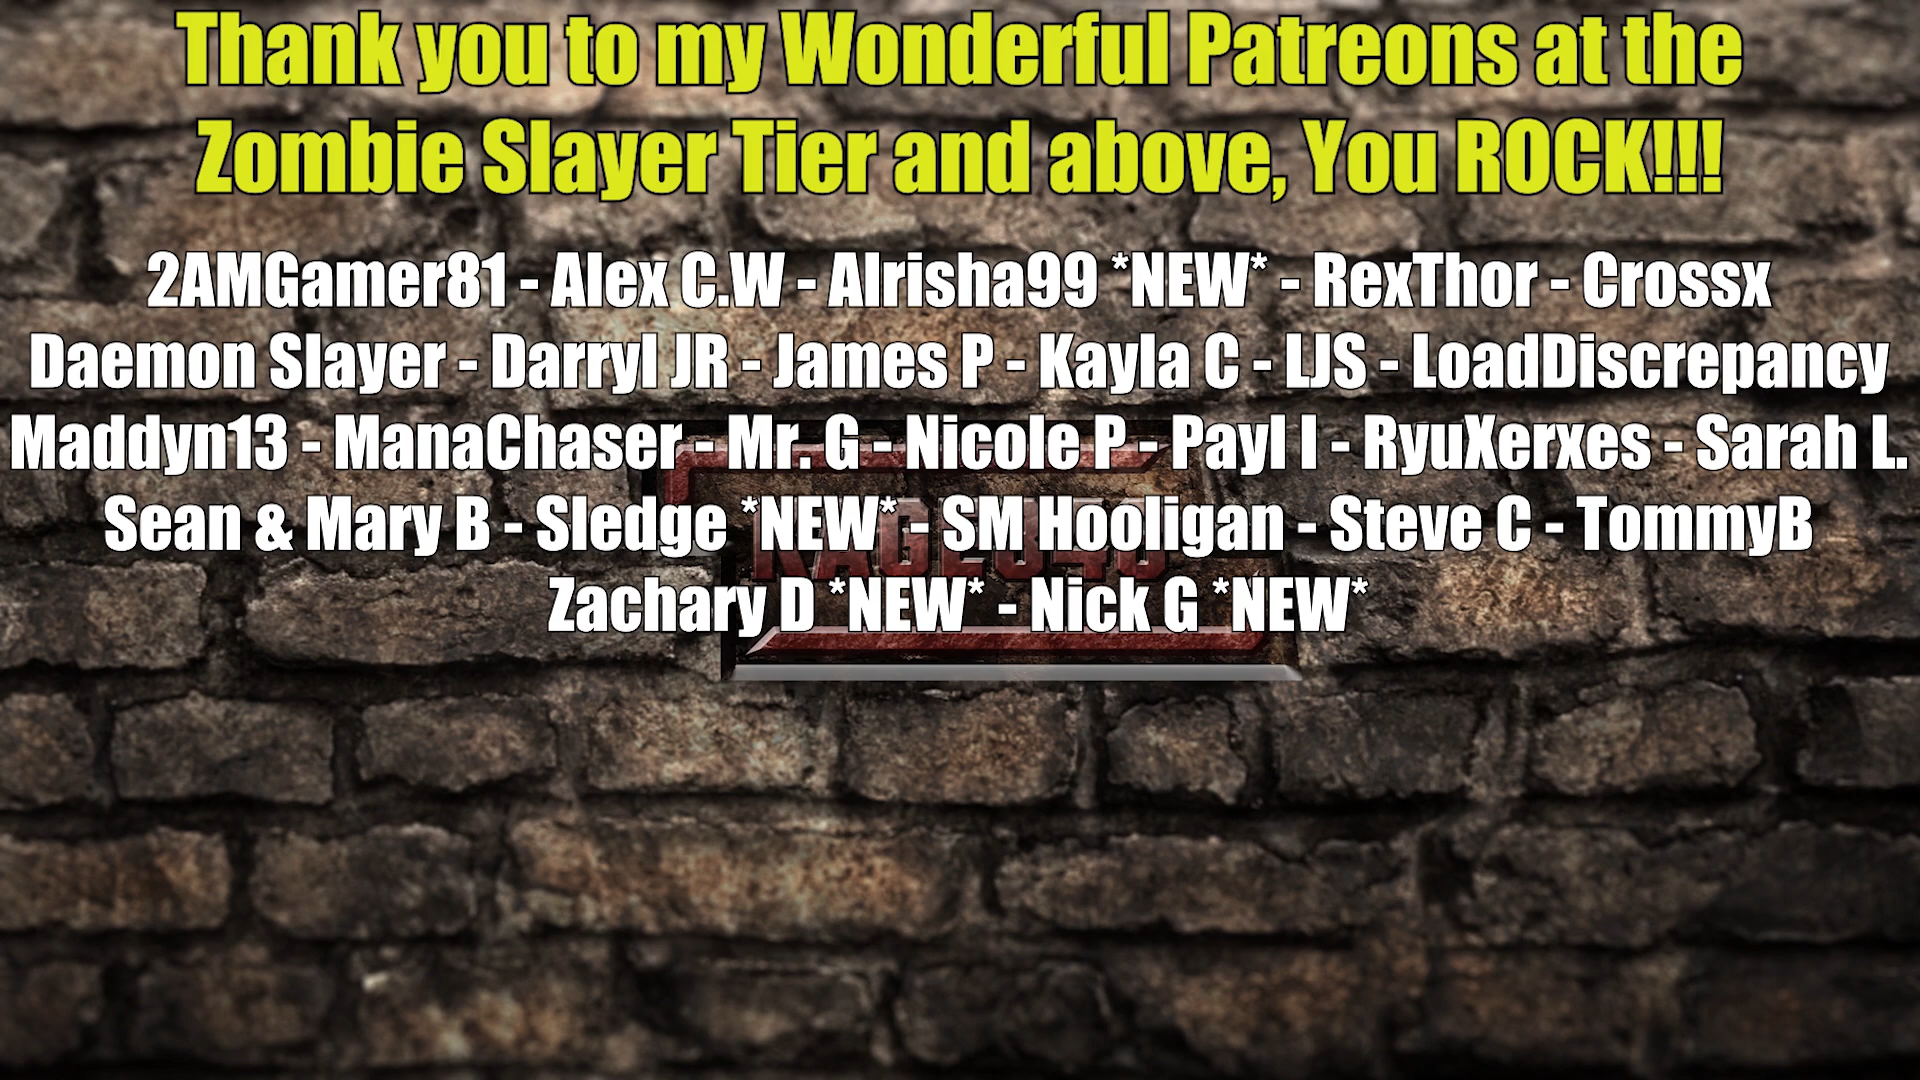 Thank you to my Wonderful Patreons at the
Zombie Slayer Tier and above, You ROCK!!!
2AMGamer81 - Alex C.W - Alrisha99 *NEW* - RexThor - Crossx
Daemon Slayer - Darryl JR - James P - Kayla C - LJS - LoadDiscrepancy
Maddyn13 - ManaChaser - Mr. G - Nicole P - Payl I - RyuXerxes - Sarah L.
Sean & Mary B - Sledge *NEW* - SM Hooligan - Steve C - TommyB
Zachary D *NEW* - Nick G *NEW*